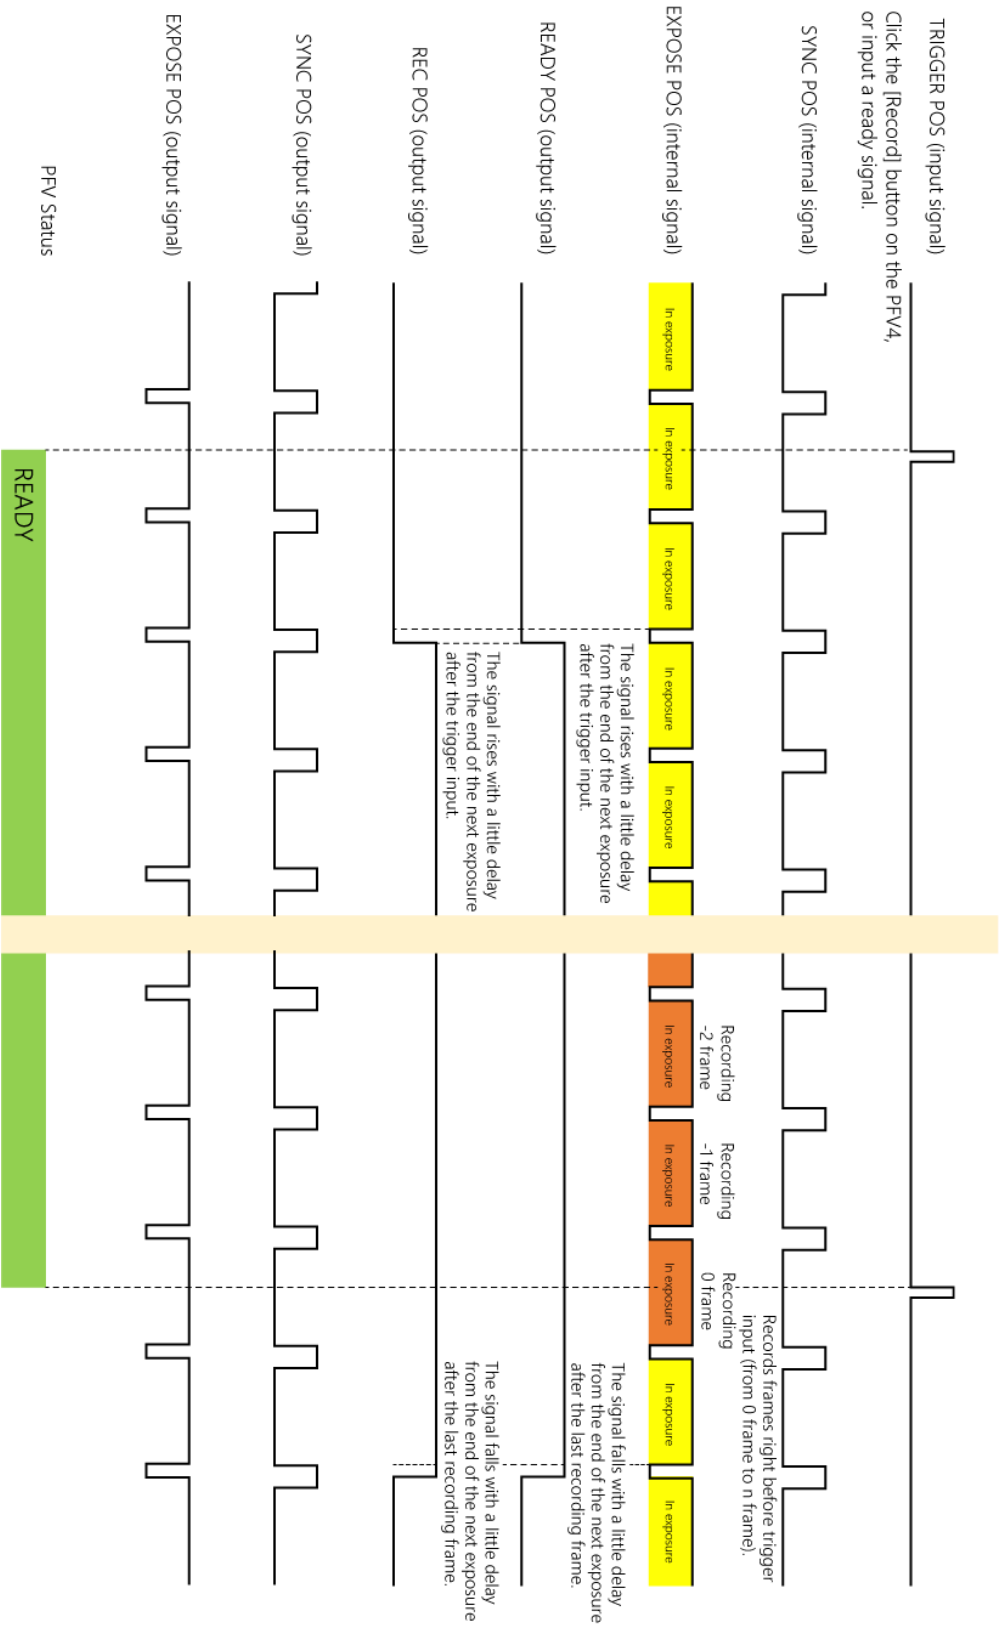 TRIGGER POS (input signal)
Click the [Record] button on the PFV4,
or input a ready signal.
SYNC POS (internal signal)
Records frames right before trigger
input (from 0 frame to n frame).
Recording
-2 frame
Recording
-1 frame
Recording
0 frame
EXPOSE POS (internal signal)
In exposure
In exposure
In exposure
In exposure
In exposure
In exposure
In exposure
In exposure
In exposure
In exposure
The signal rises with a little delay
from the end of the next exposure
after the trigger input.
The signal falls with a little delay
from the end of the next exposure
after the last recording frame.
READY POS (output signal)
The signal rises with a little delay
from the end of the next exposure
after the trigger input.
The signal falls with a little delay
from the end of the next exposure
after the last recording frame.
REC POS (output signal)
SYNC POS (output signal)
EXPOSE POS (output signal)
PFV Status
READY